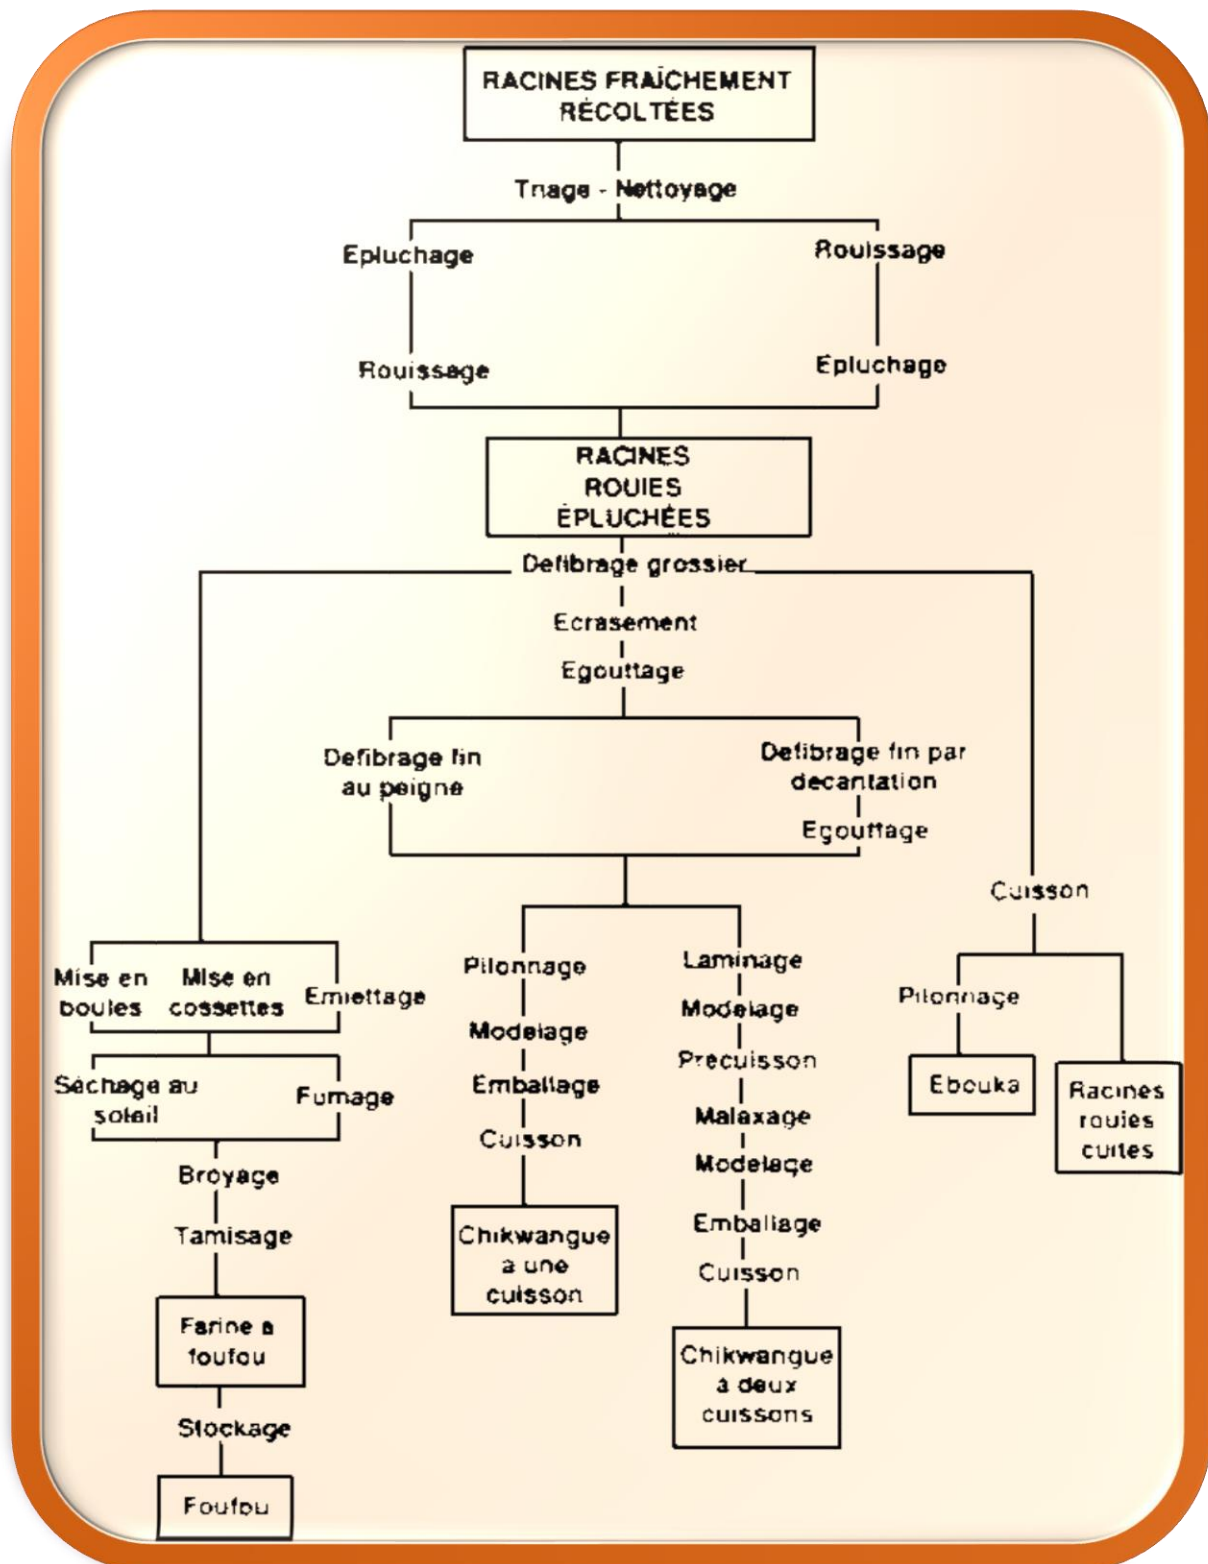 RACINES FRAÎCHEMENT
RÉCOLTÉES
Triage - Nettoyage
Epluchage
Rouissage
Rouissage
Epluchage
RACINES
ROUIES
ÉPLUCHÉES
Defibrage grossier
Ecrasement
Egouttage
Defibrage fin
au peigne
Defibrage fin par
decantation
Egouttage
Cuisson
Mise en
boules
Mise en
cossettes
Emiettage
Séchage au
soleil
Fumage
Broyage
Tamisage
Farine a
foufou
Stockage
Foufou
Pilonnage
Modelage
Emballage
Cuisson
Chikwangue
a une
cuisson
Laminage
Modelage
Precuisson
Malaxage
Modelage
Emballage
Cuisson
Chikwangue
à deux
cuissons
Pilonnage
Ebouka
Racines
rouies
cuites